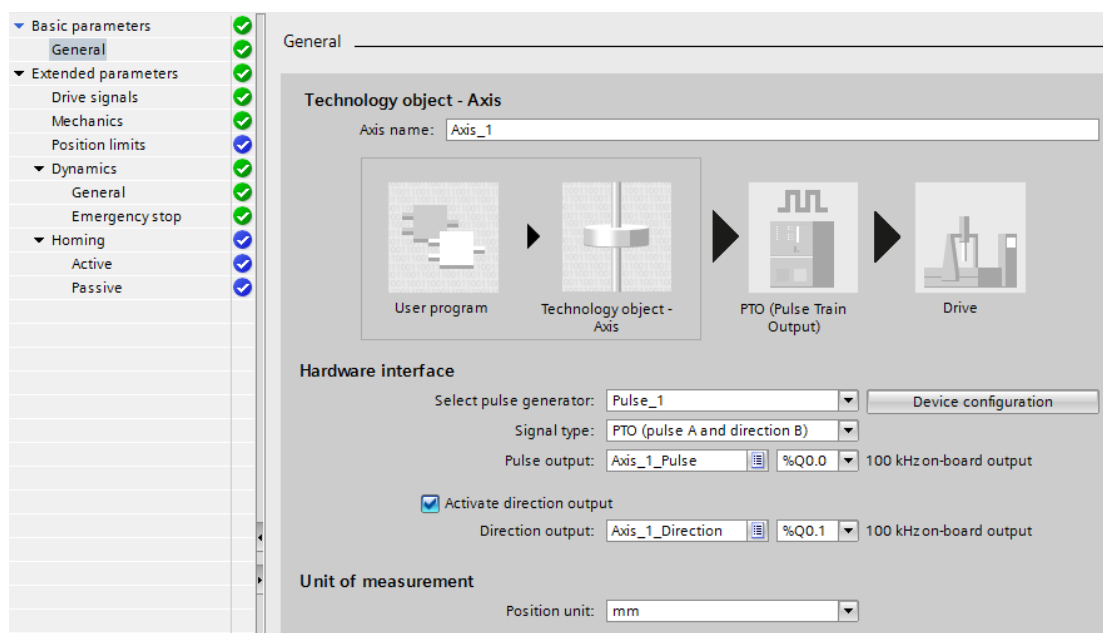 Basic parameters
General
Extended parameters
Drive signals
Mechanics
Position limits
Dynamics
General
Emergency stop
Homing
Active
Passive
General
Technology object - Axis
Axis name: Axis_1
User program
Technology object -
Axis
PTO (Pulse Train
Output)
Drive
Hardware interface
Select pulse generator: Pulse_1 Device configuration
Signal type: PTO (pulse A and direction B)
Pulse output: Axis_1_Pulse %Q0.0 100 kHz on-board output
Activate direction output
Direction output: Axis_1_Direction %Q0.1 100 kHz on-board output
Unit of measurement
Position unit: mm